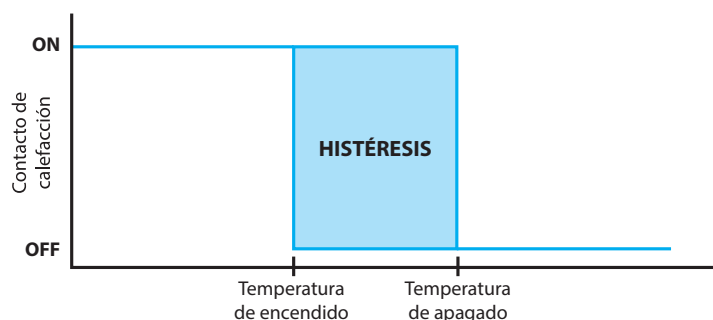 ON
Contacto de
calefacción
HISTÉRESIS
OFF
Temperatura
de encendido
Temperatura
de apagado